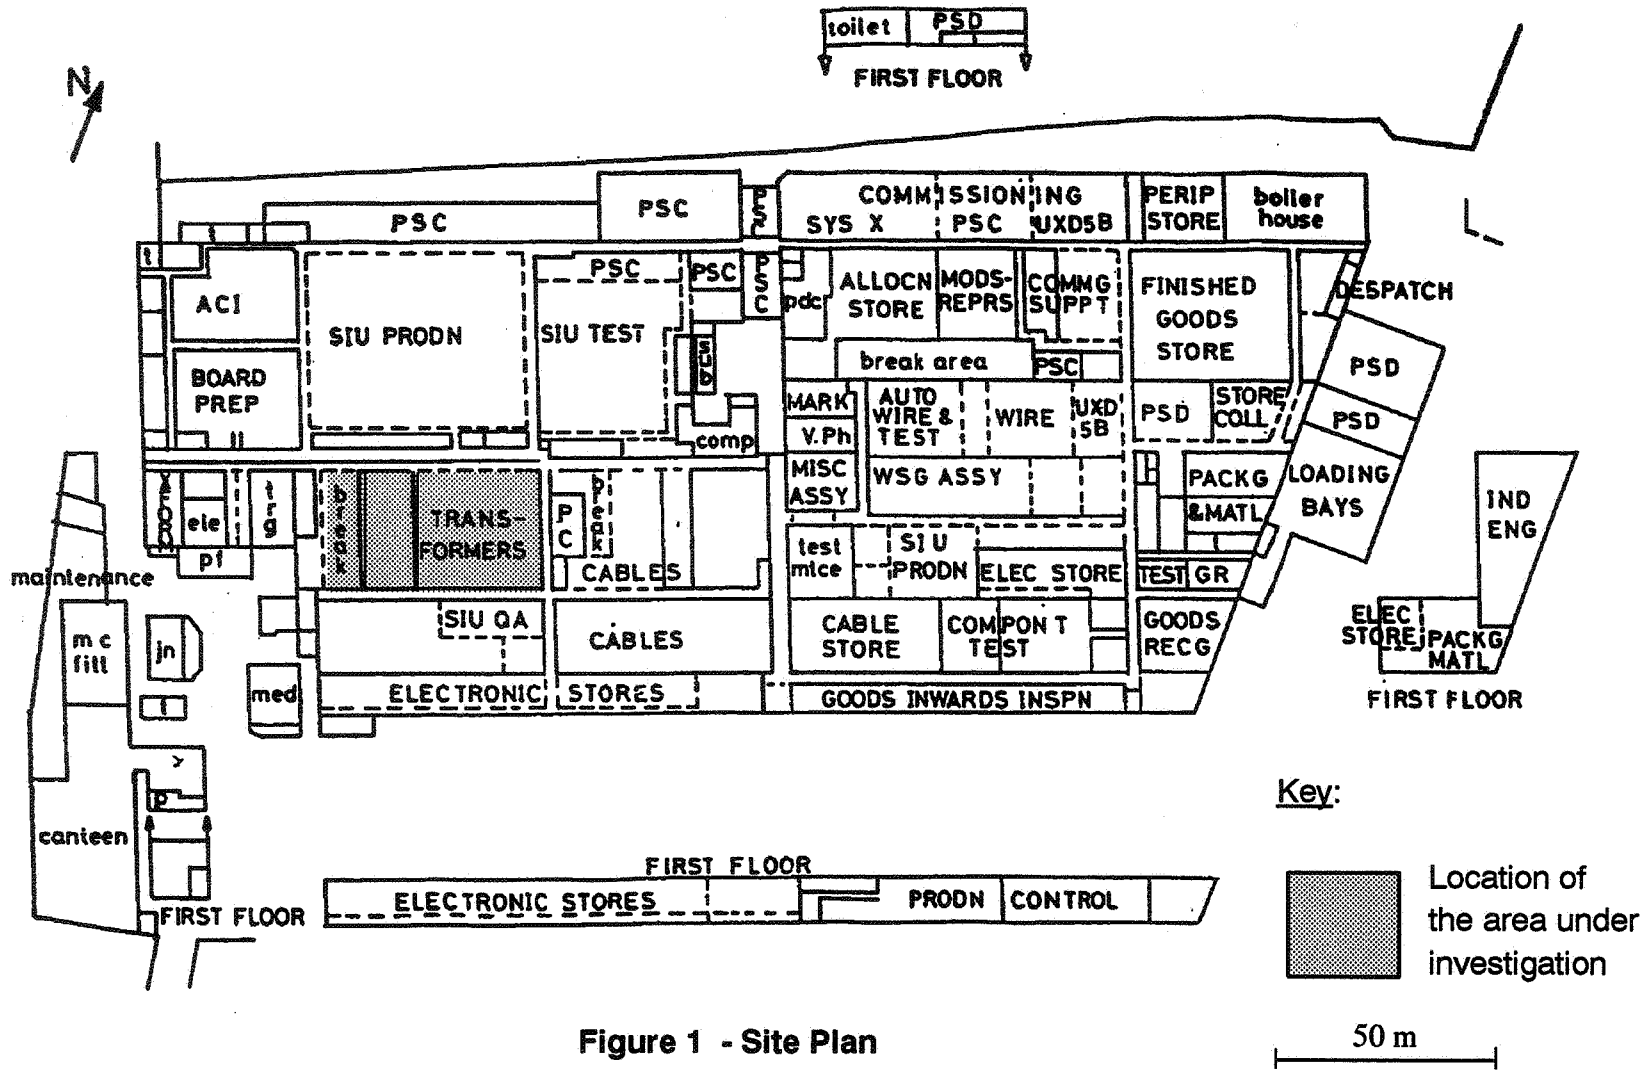 toilet PSD
FIRST FLOOR
N
PSC
PSC
PSC
COMMISSIONING
SYS X PSC UXD5B
PERIP
STORE
boiler
house
t
ACI
SIU PRODN
PSC
SIU TEST
PSC
PSC
pdc
ALLOCN
STORE
MODS-
REPRS
COMMG
SUPPT
FINISHED
GOODS
STORE
DESPATCH
BOARD
PREP
sub
comp
break area
PSC
PSD
PSD
MARK
V.Ph
MISC
ASSY
AUTO
WIRE &
TEST
WIRE
UXD
5B
PSD
STORE
COLL
WSG ASSY
PACKG
& MATL
LOADING
BAYS
IND
ENG
ele
trg
break
TRANS-
FORMERS
PC
break
CABLES
pf
maintenance
test
mtce
SIU
PRODN
ELEC STORE
TEST GR
mc
fitt
jn
SIU QA
CABLES
CABLE
STORE
COMPONT
TEST
GOODS
RECG
ELEC
STORE
PACKG
MATL
FIRST FLOOR
t
med
ELECTRONIC STORES
GOODS INWARDS INSPN
Y
p
canteen
FIRST FLOOR
FIRST FLOOR
ELECTRONIC STORES
PRODN CONTROL
Key:
Location of
the area under
investigation
Figure 1 - Site Plan
50 m